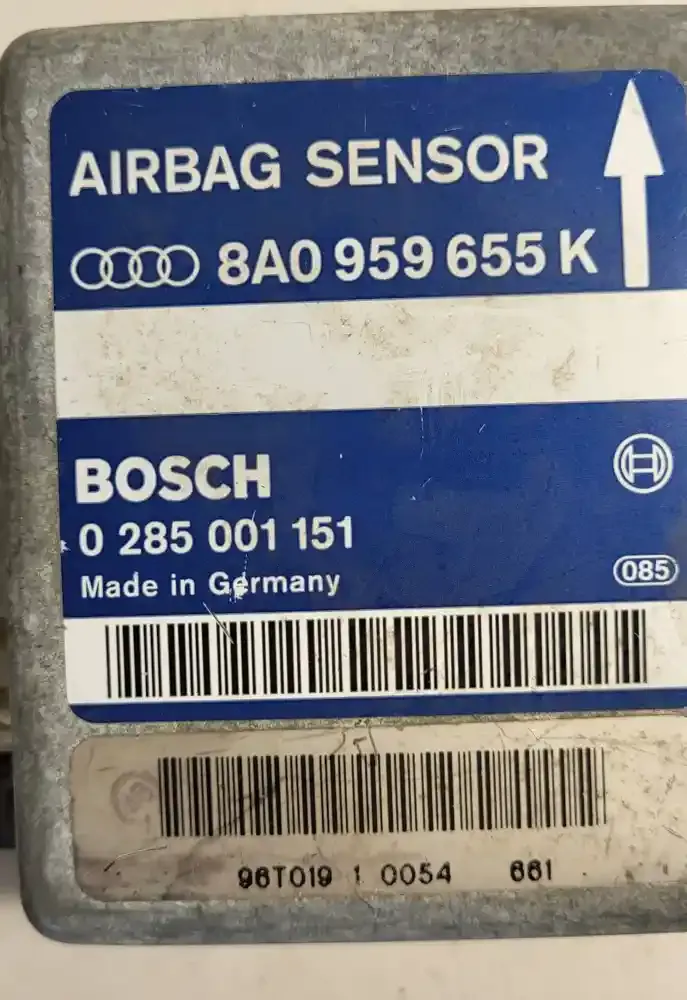 AIRBAG SENSOR
8A0 959 655 K
BOSCH
0 285 001 151
Made in Germany
085
96T019 1 0054 661